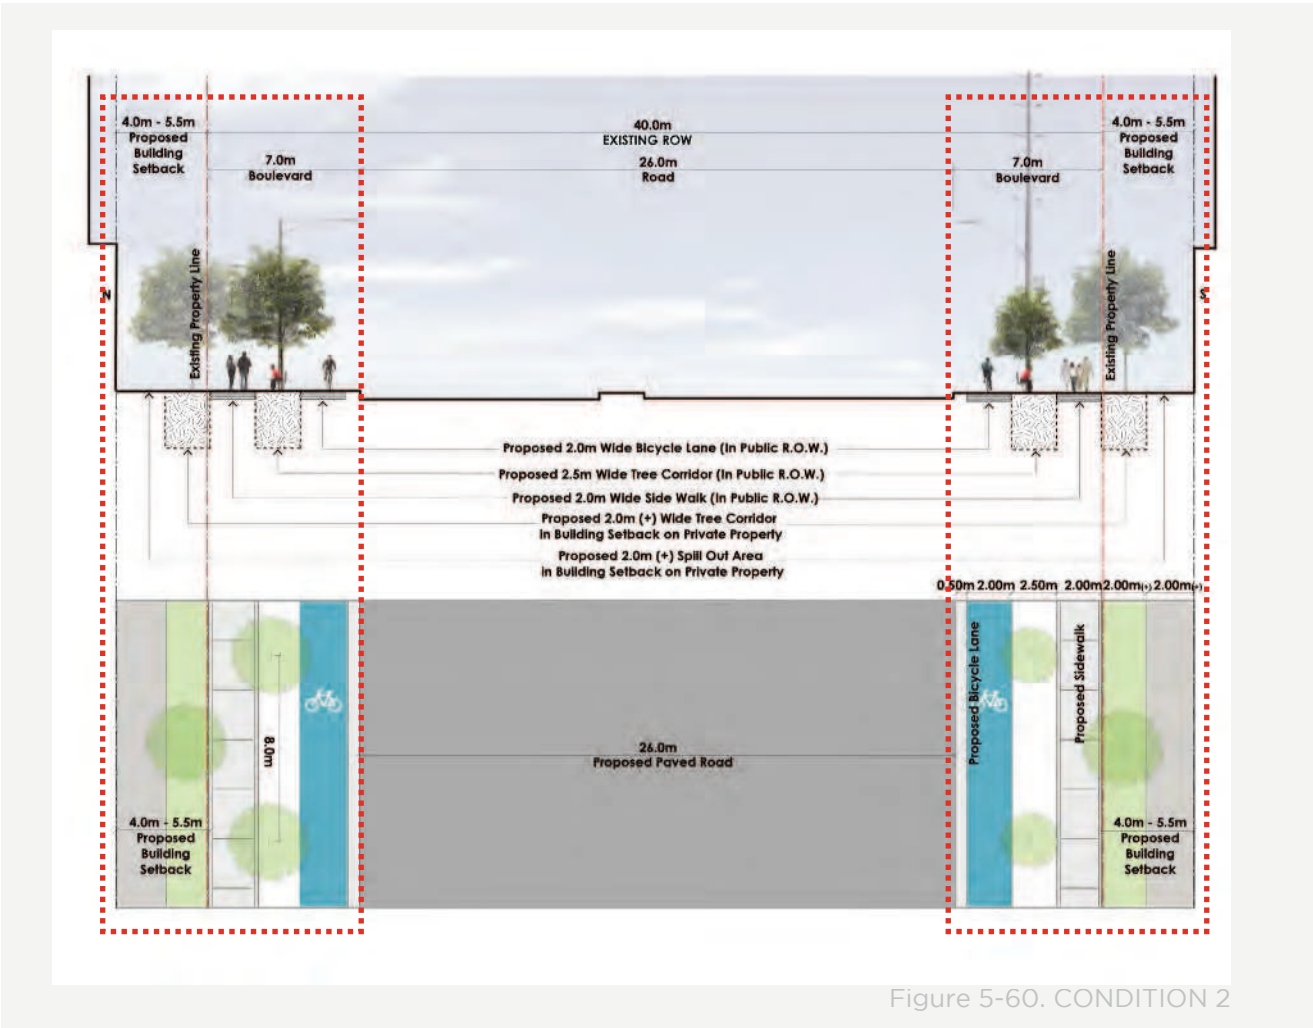 4.0m - 5.5m
Proposed
Building
Setback
7.0m
Boulevard
40.0m
EXISTING ROW
26.0m
Road
7.0m
Boulevard
4.0m - 5.5m
Proposed
Building
Setback
N
Existing Property Line
Existing Property Line
S
Proposed 2.0m Wide Bicycle Lane (In Public R.O.W.)
Proposed 2.5m Wide Tree Corridor (In Public R.O.W.)
Proposed 2.0m Wide Side Walk (In Public R.O.W.)
Proposed 2.0m (+) Wide Tree Corridor
In Building Setback on Private Property
Proposed 2.0m (+) Spill Out Area
In Building Setback on Private Property
0.50m 2.00m 2.50m 2.00m 2.00m(+) 2.00m(+)
8.0m
26.0m
Proposed Paved Road
Proposed Bicycle Lane
Proposed Sidewalk
4.0m - 5.5m
Proposed
Building
Setback
4.0m - 5.5m
Proposed
Building
Setback
Figure 5-60. CONDITION 2